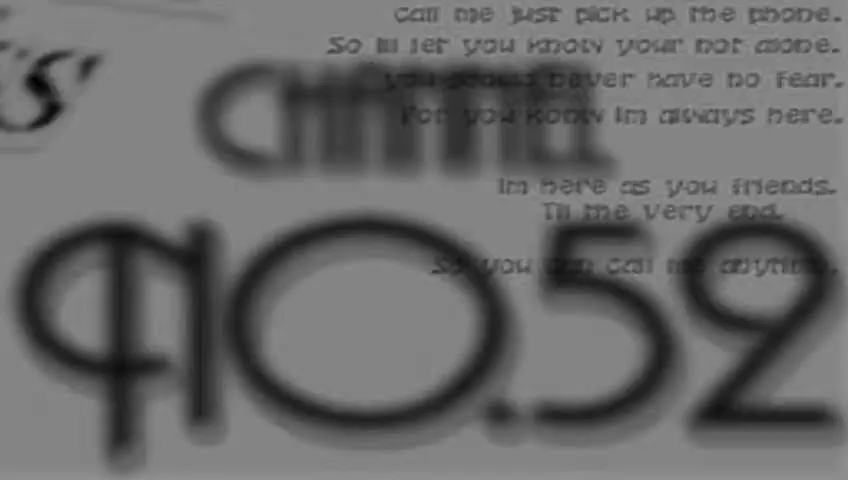 Call me just pick up the phone.
So Ill let you know your not alone.
you should never have no fear.
For you know Im always here.
Im here as you friends.
Til the very end.
So you can call me anytime.
CHANNEL
¢10.52